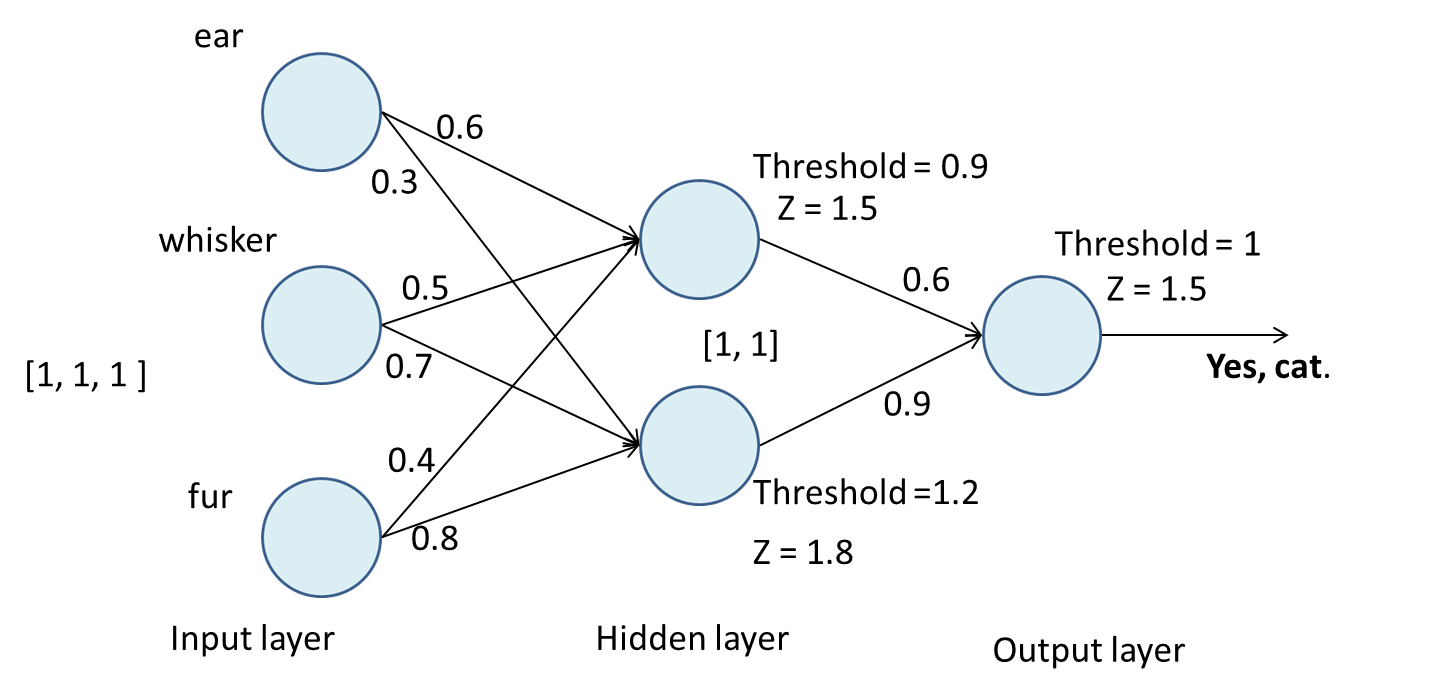 ear
0.6
0.3
Threshold = 0.9
Z = 1.5
whisker
0.5
0.7
[1, 1, 1 ]
0.6
Threshold = 1
Z = 1.5
[1, 1]
Yes, cat.
0.9
0.4
fur
0.8
Threshold =1.2
Z = 1.8
Input layer
Hidden layer
Output layer